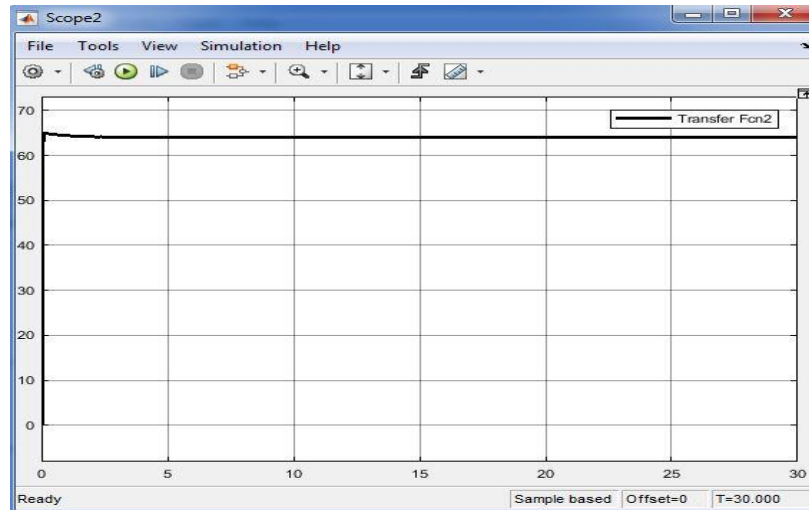 Scope2
File Tools View Simulation Help
Transfer Fcn2
70
60
50
40
30
20
10
0
0 5 10 15 20 25 30
Ready Sample based Offset=0 T=30.000